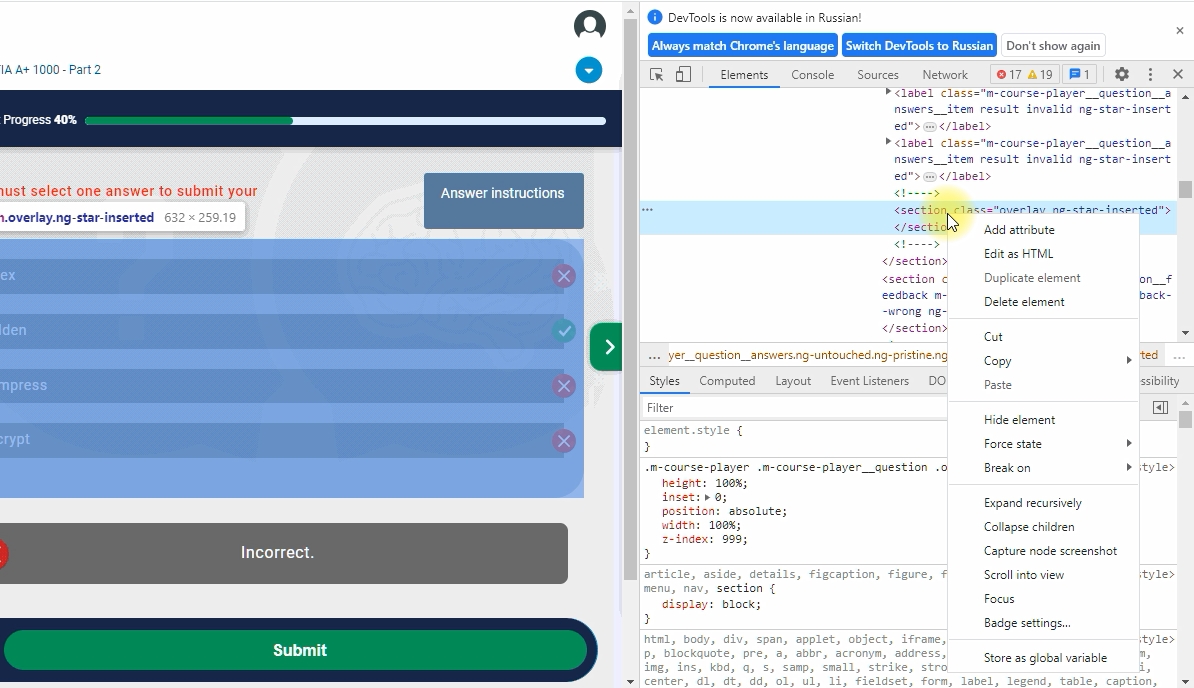 IA A+ 1000 - Part 2
Progress 40%
must select one answer to submit your
Answer instructions
.overlay.ng-star-inserted 632 × 259.19
ex
lden
mpress
crypt
Incorrect.
Submit
DevTools is now available in Russian!
Always match Chrome's language
Switch DevTools to Russian
Don't show again
Elements Console Sources Network 17 19 1
<label class="m-course-player__question__a
nswers__item result invalid ng-star-insert
ed">…</label>
<label class="m-course-player__question__a
nswers__item result invalid ng-star-insert
ed">…</label>
<!---->
<section class="overlay ng-star-inserted">
</sectio
<!---->
</section>
<section c
on__f
eedback m-
back-
-wrong ng-
</section>
… yer__question__answers.ng-untouched.ng-pristine.ng
rted …
Styles Computed Layout Event Listeners DO
ssibility
Filter
element.style {
}
.m-course-player .m-course-player__question .o
style>
height: 100%;
inset: 0;
position: absolute;
width: 100%;
z-index: 999;
}
article, aside, details, figcaption, figure, f
style>
menu, nav, section {
display: block;
}
html, body, div, span, applet, object, iframe,
style>
p, blockquote, pre, a, abbr, acronym, address,
m,
img, ins, kbd, q, s, samp, small, strike, stro
i,
center, dl, dt, dd, ol, ul, li, fieldset, form, label, legend, table, caption,
Add attribute
Edit as HTML
Duplicate element
Delete element
Cut
Copy
Paste
Hide element
Force state
Break on
Expand recursively
Collapse children
Capture node screenshot
Scroll into view
Focus
Badge settings...
Store as global variable